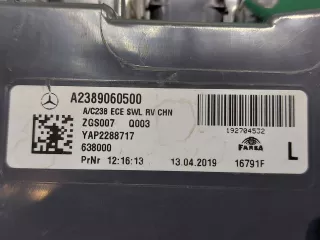 A2389060500
A/C238 ECE SWL RV CHN
192704532
ZGS007 Q003
YAP2288717
638000
FARBA
PrNr 12:16:13 13.04.2019 16791F L